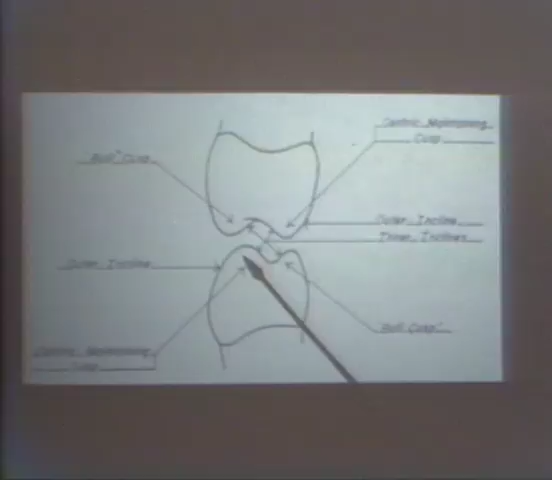 Centric Maintaining
Cusp
"Bull" Cusp
Outer Incline
Inner Inclines
Outer Incline
"Bull Cusp"
Centric Maintaining
Cusp